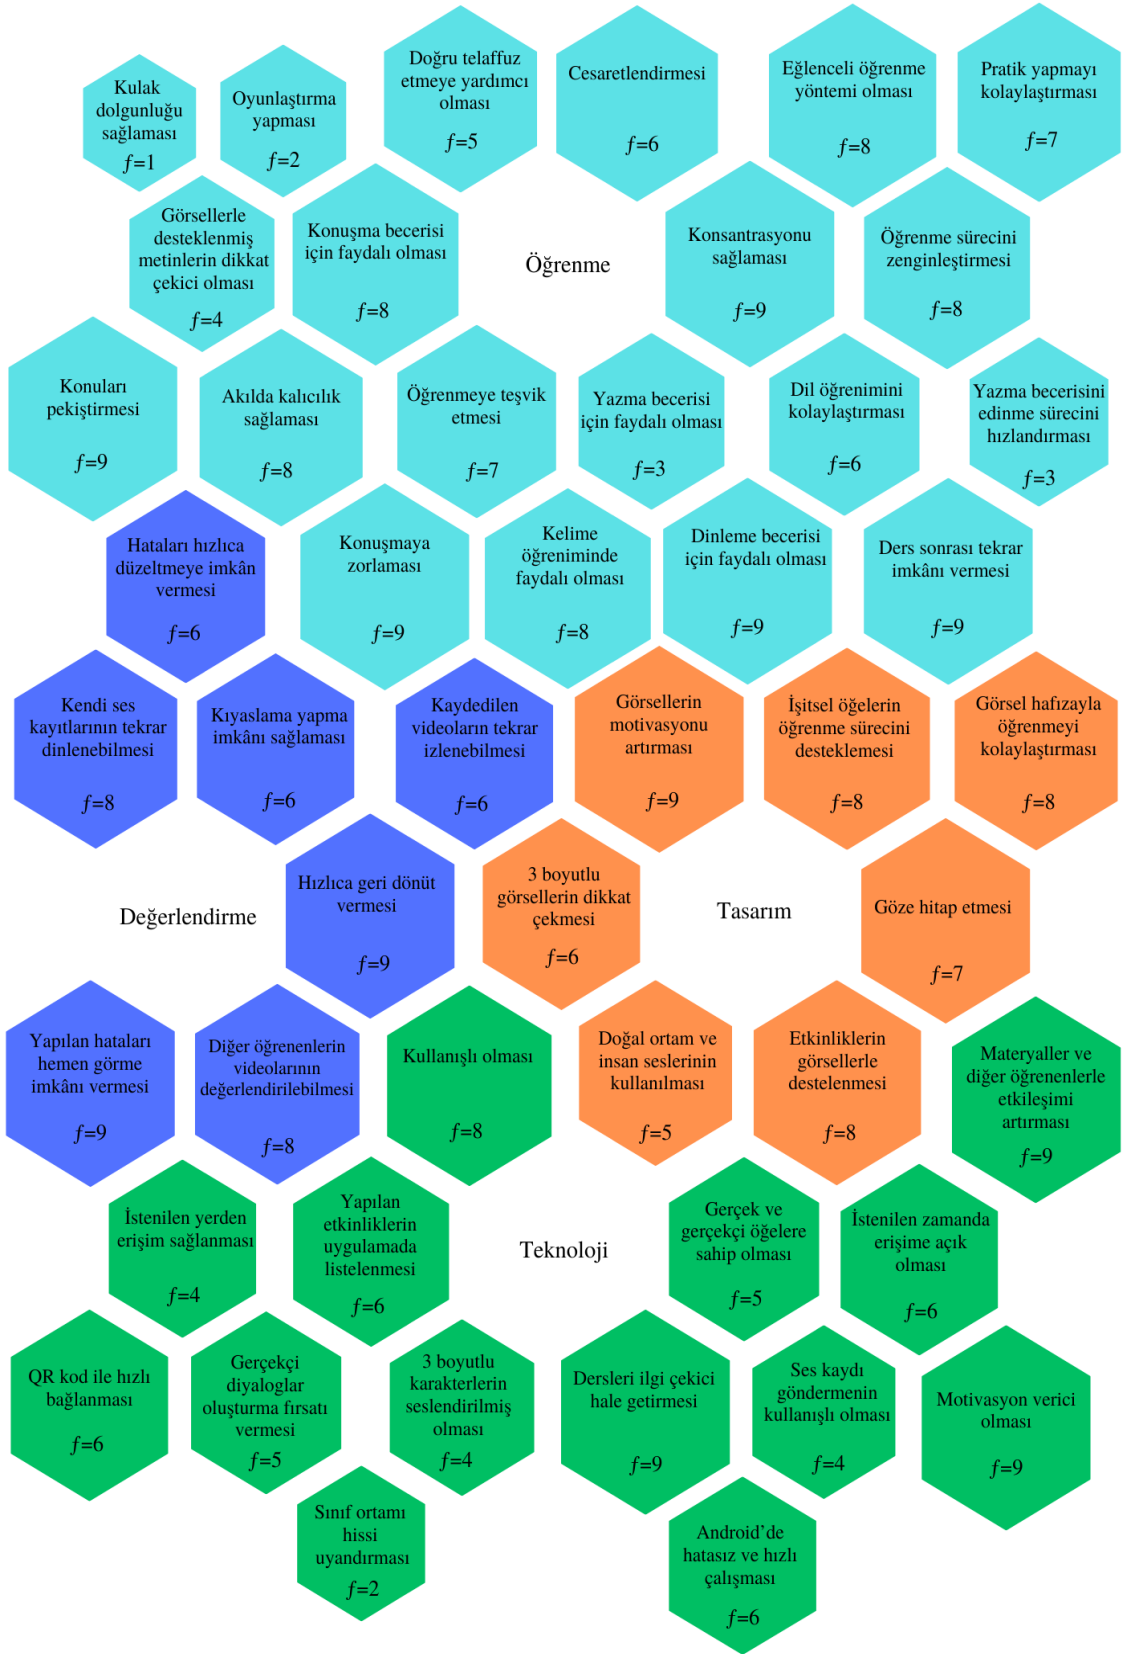 Kulak
dolgunluğu
sağlaması
ƒ=1
Oyunlaştırma
yapması
ƒ=2
Doğru telaffuz
etmeye yardımcı
olması
ƒ=5
Cesaretlendirmesi
ƒ=6
Eğlenceli öğrenme
yöntemi olması
ƒ=8
Pratik yapmayı
kolaylaştırması
ƒ=7
Görsellerle
desteklenmiş
metinlerin dikkat
çekici olması
ƒ=4
Konuşma becerisi
için faydalı olması
ƒ=8
Öğrenme
Konsantrasyonu
sağlaması
ƒ=9
Öğrenme sürecini
zenginleştirmesi
ƒ=8
Konuları
pekiştirmesi
ƒ=9
Akılda kalıcılık
sağlaması
ƒ=8
Öğrenmeye teşvik
etmesi
ƒ=7
Yazma becerisi
için faydalı olması
ƒ=3
Dil öğrenimini
kolaylaştırması
ƒ=6
Yazma becerisini
edinme sürecini
hızlandırması
ƒ=3
Hataları hızlıca
düzeltmeye imkân
vermesi
ƒ=6
Konuşmaya
zorlaması
ƒ=9
Kelime
öğreniminde
faydalı olması
ƒ=8
Dinleme becerisi
için faydalı olması
ƒ=9
Ders sonrası tekrar
imkânı vermesi
ƒ=9
Kendi ses
kayıtlarının tekrar
dinlenebilmesi
ƒ=8
Kıyaslama yapma
imkânı sağlaması
ƒ=6
Kaydedilen
videoların tekrar
izlenebilmesi
ƒ=6
Görsellerin
motivasyonu
artırması
ƒ=9
İşitsel öğelerin
öğrenme sürecini
desteklemesi
ƒ=8
Görsel hafızayla
öğrenmeyi
kolaylaştırması
ƒ=8
Değerlendirme
Hızlıca geri dönüt
vermesi
ƒ=9
3 boyutlu
görsellerin dikkat
çekmesi
ƒ=6
Tasarım
Göze hitap etmesi
ƒ=7
Yapılan hataları
hemen görme
imkânı vermesi
ƒ=9
Diğer öğrenenlerin
videolarının
değerlendirilebilmesi
ƒ=8
Kullanışlı olması
ƒ=8
Doğal ortam ve
insan seslerinin
kullanılması
ƒ=5
Etkinliklerin
görsellerle
destelenmesi
ƒ=8
Materyaller ve
diğer öğrenenlerle
etkileşimi
artırması
ƒ=9
İstenilen yerden
erişim sağlanması
ƒ=4
Yapılan
etkinliklerin
uygulamada
listelenmesi
ƒ=6
Teknoloji
Gerçek ve
gerçekçi öğelere
sahip olması
ƒ=5
İstenilen zamanda
erişime açık
olması
ƒ=6
QR kod ile hızlı
bağlanması
ƒ=6
Gerçekçi
diyaloglar
oluşturma fırsatı
vermesi
ƒ=5
3 boyutlu
karakterlerin
seslendirilmiş
olması
ƒ=4
Dersleri ilgi çekici
hale getirmesi
ƒ=9
Ses kaydı
göndermenin
kullanışlı olması
ƒ=4
Motivasyon verici
olması
ƒ=9
Sınıf ortamı
hissi
uyandırması
ƒ=2
Android’de
hatasız ve hızlı
çalışması
ƒ=6